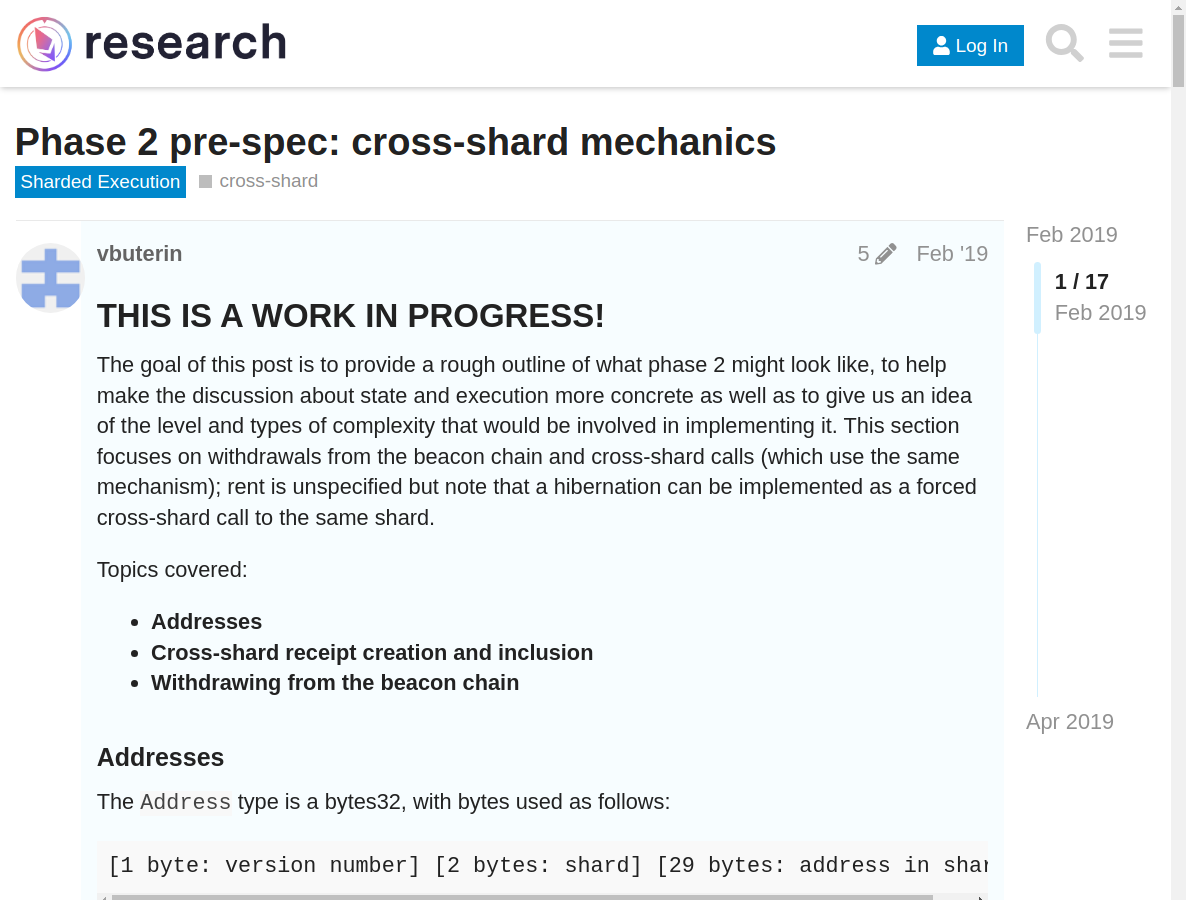 research
Log In
Phase 2 pre-spec: cross-shard mechanics
Sharded Execution
cross-shard
vbuterin
5
Feb '19
THIS IS A WORK IN PROGRESS!
The goal of this post is to provide a rough outline of what phase 2 might look like, to help
make the discussion about state and execution more concrete as well as to give us an idea
of the level and types of complexity that would be involved in implementing it. This section
focuses on withdrawals from the beacon chain and cross-shard calls (which use the same
mechanism); rent is unspecified but note that a hibernation can be implemented as a forced
cross-shard call to the same shard.
Topics covered:
Addresses
Cross-shard receipt creation and inclusion
Withdrawing from the beacon chain
Addresses
The Address type is a bytes32, with bytes used as follows:
[1 byte: version number] [2 bytes: shard] [29 bytes: address in shar
Feb 2019
1 / 17
Feb 2019
Apr 2019